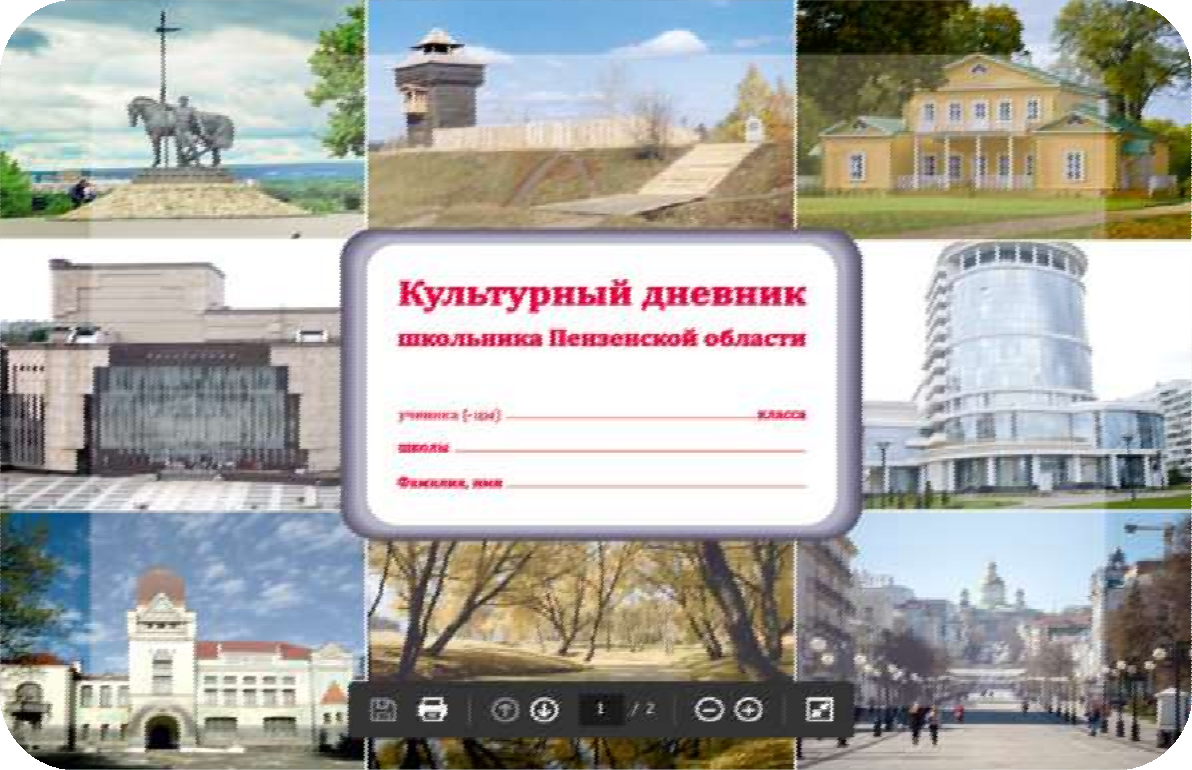 Культурный дневник
школьника Пензенской области
ученика (-цы) класса
школы
Фамилия, имя
1 / 2